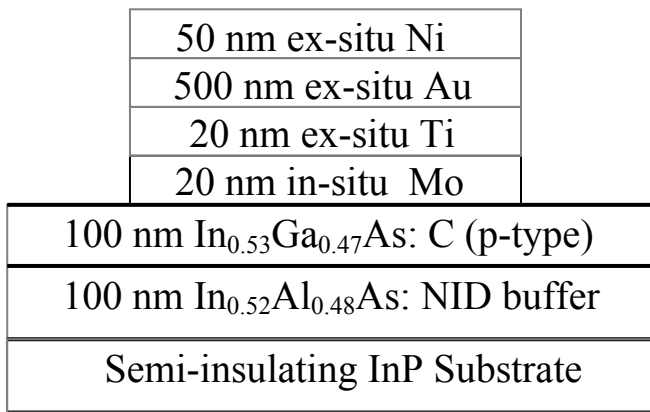 50 nm ex-situ Ni
500 nm ex-situ Au
20 nm ex-situ Ti
20 nm in-situ Mo
100 nm In₀.₅₃Ga₀.₄₇As: C (p-type)
100 nm In₀.₅₂Al₀.₄₈As: NID buffer
Semi-insulating InP Substrate